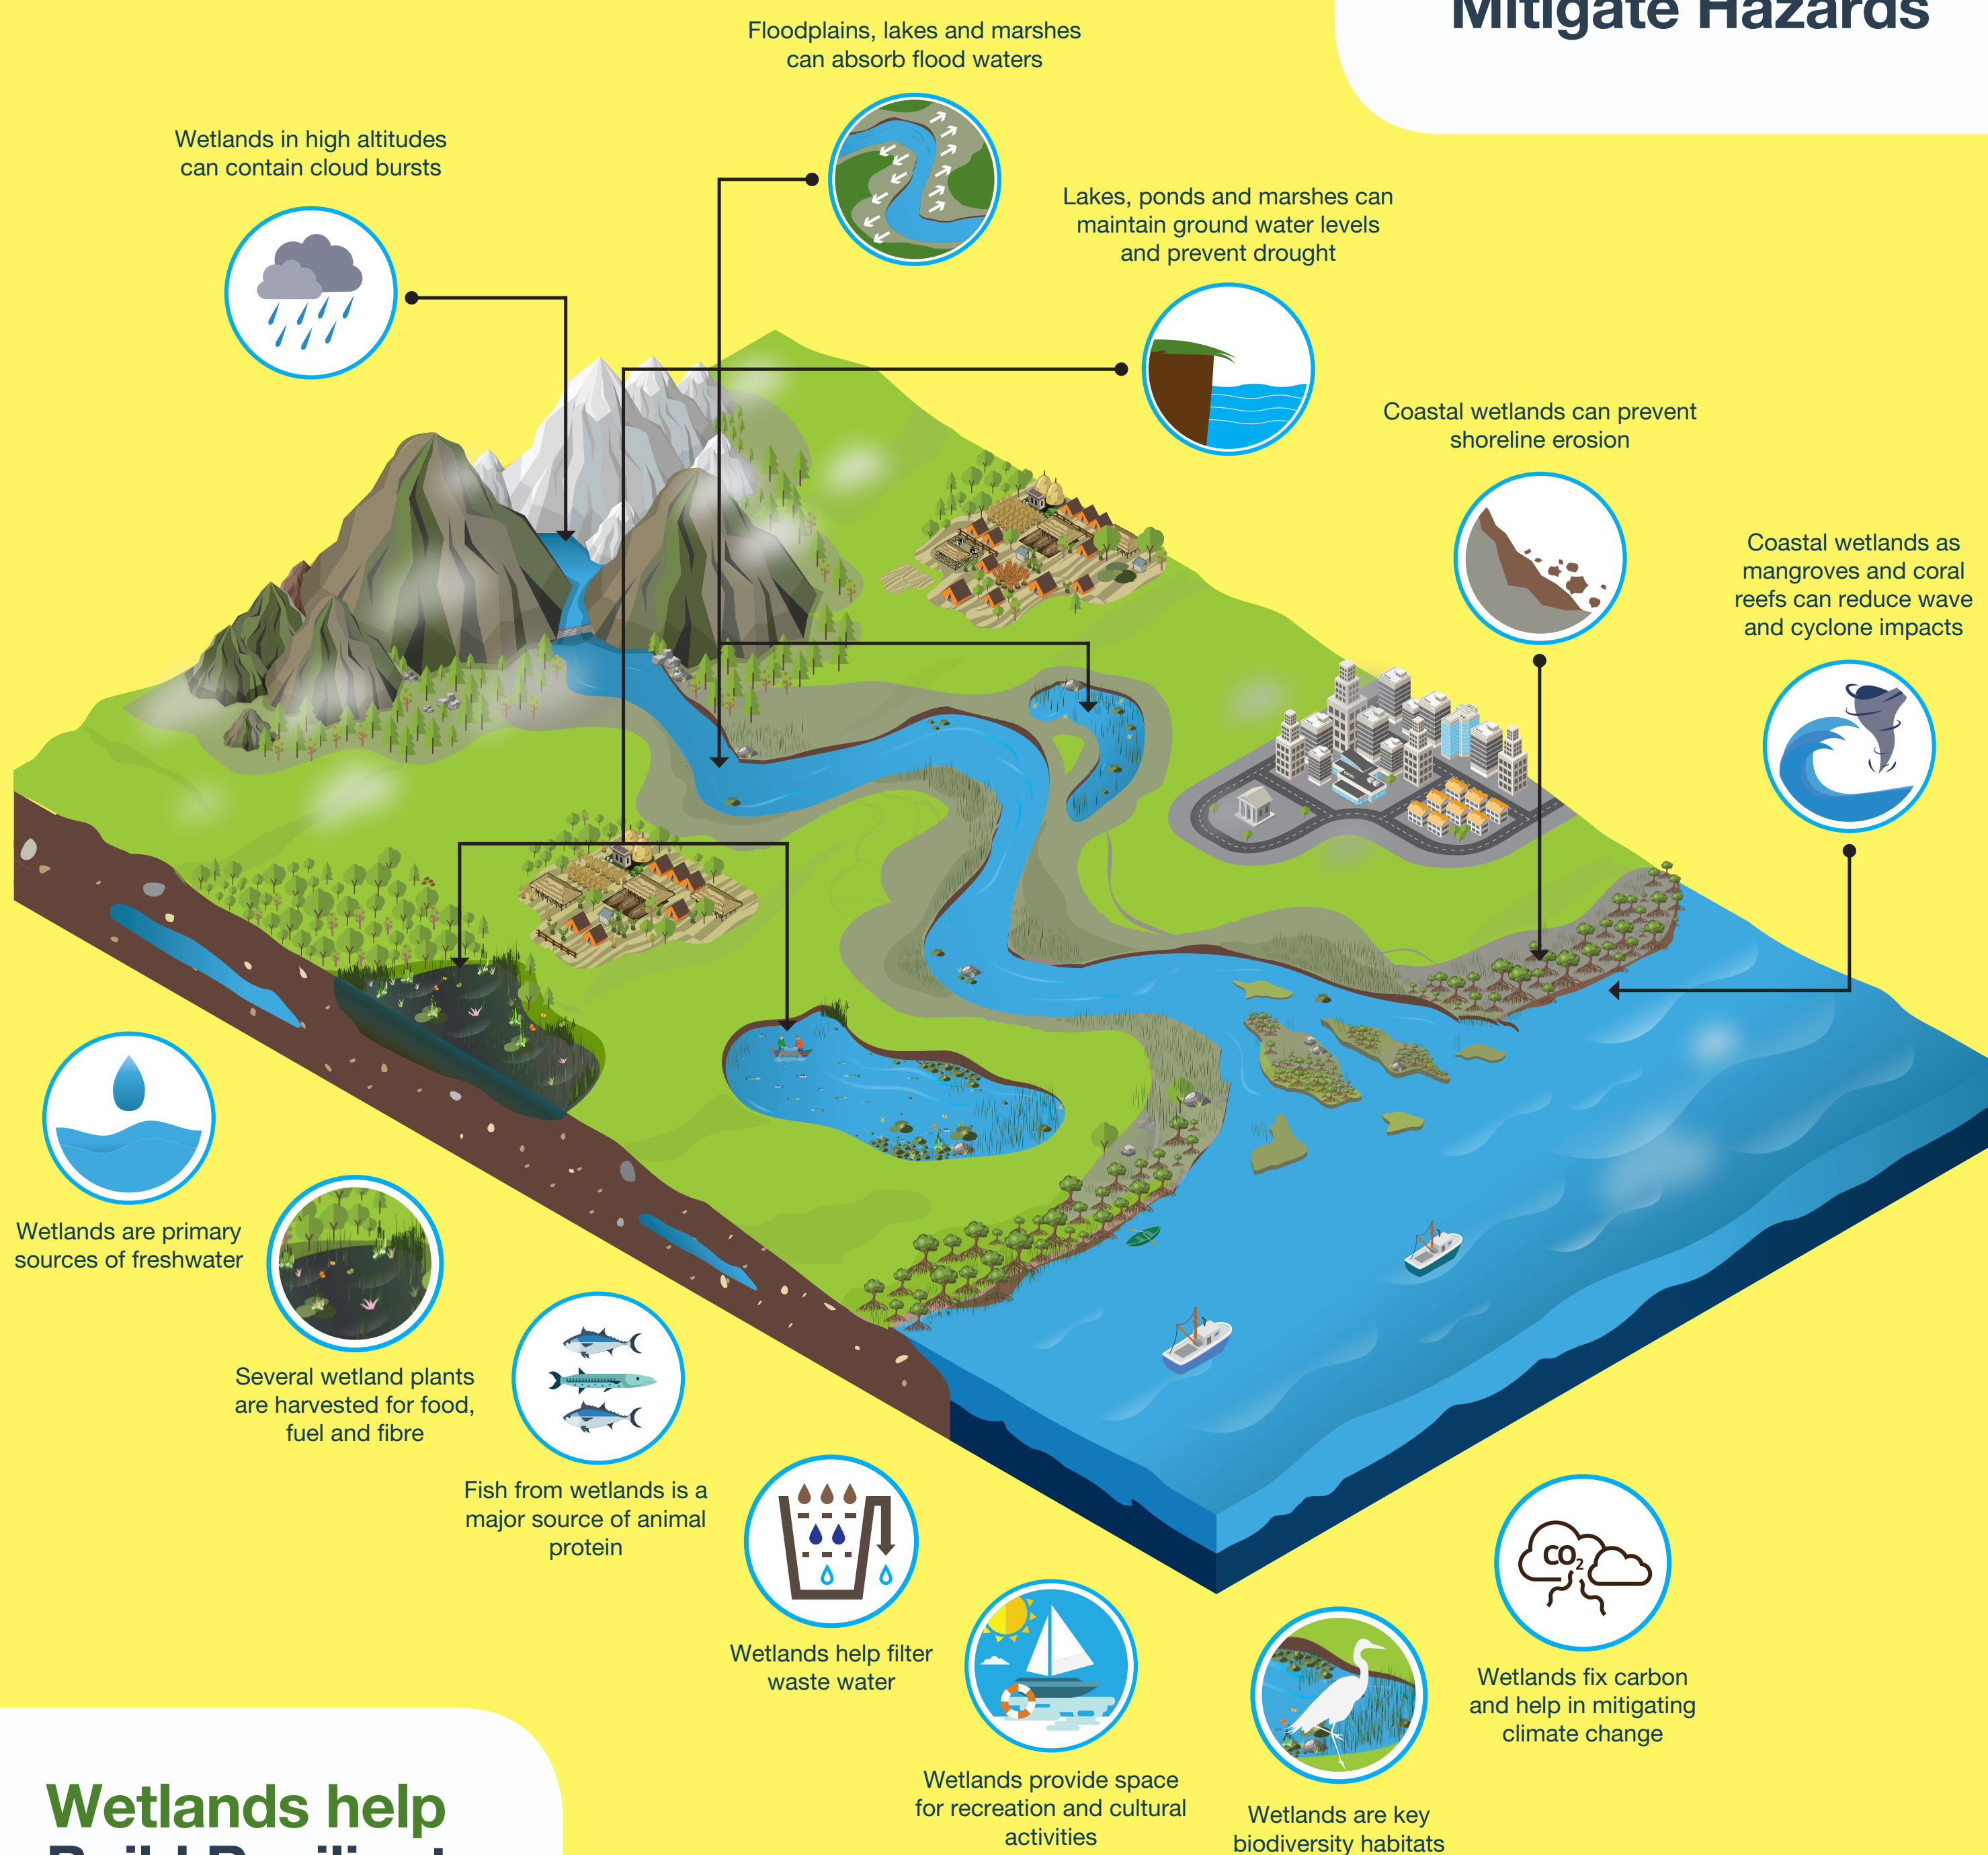 Mitigate Hazards
Floodplains, lakes and marshes
can absorb flood waters
Wetlands in high altitudes
can contain cloud bursts
Lakes, ponds and marshes can
maintain ground water levels
and prevent drought
Coastal wetlands can prevent
shoreline erosion
Coastal wetlands as
mangroves and coral
reefs can reduce wave
and cyclone impacts
Wetlands are primary
sources of freshwater
Several wetland plants
are harvested for food,
fuel and fibre
Fish from wetlands is a
major source of animal
protein
Wetlands help filter
waste water
Wetlands provide space
for recreation and cultural
activities
Wetlands are key
biodiversity habitats
CO2
Wetlands fix carbon
and help in mitigating
climate change
Wetlands help
Build Resilient